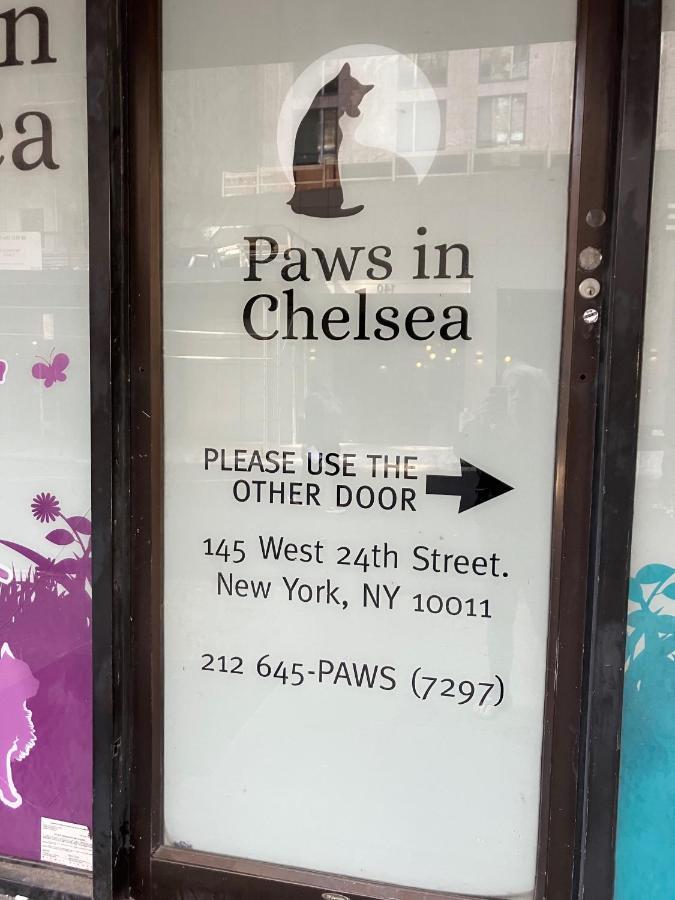 n
ea
Paws in
Chelsea
PLEASE USE THE
OTHER DOOR
145 West 24th Street.
New York, NY 10011
212 645-PAWS (7297)